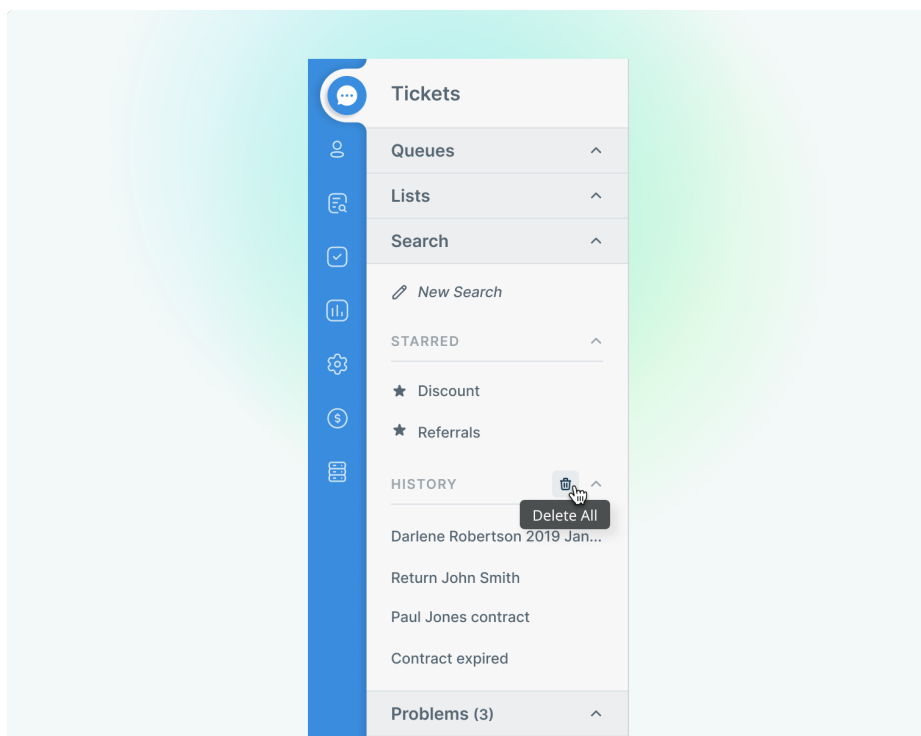 Tickets
Queues
Lists
Search
New Search
STARRED
Discount
Referrals
HISTORY
Delete All
Darlene Robertson 2019 Jan...
Return John Smith
Paul Jones contract
Contract expired
Problems (3)
$